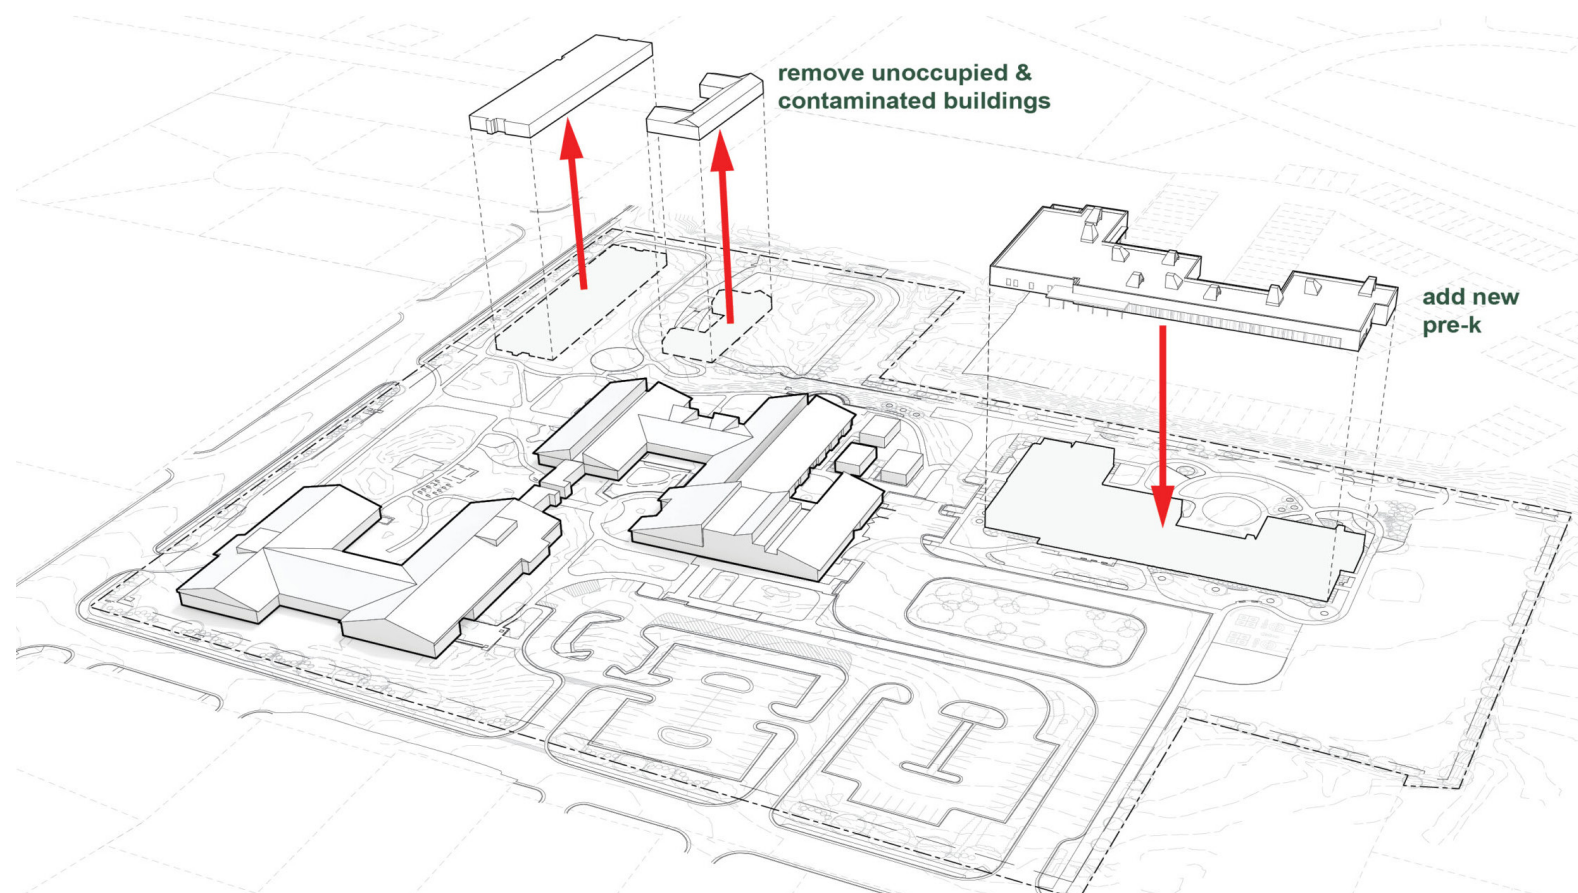 remove unoccupied &
contaminated buildings
add new
pre-k